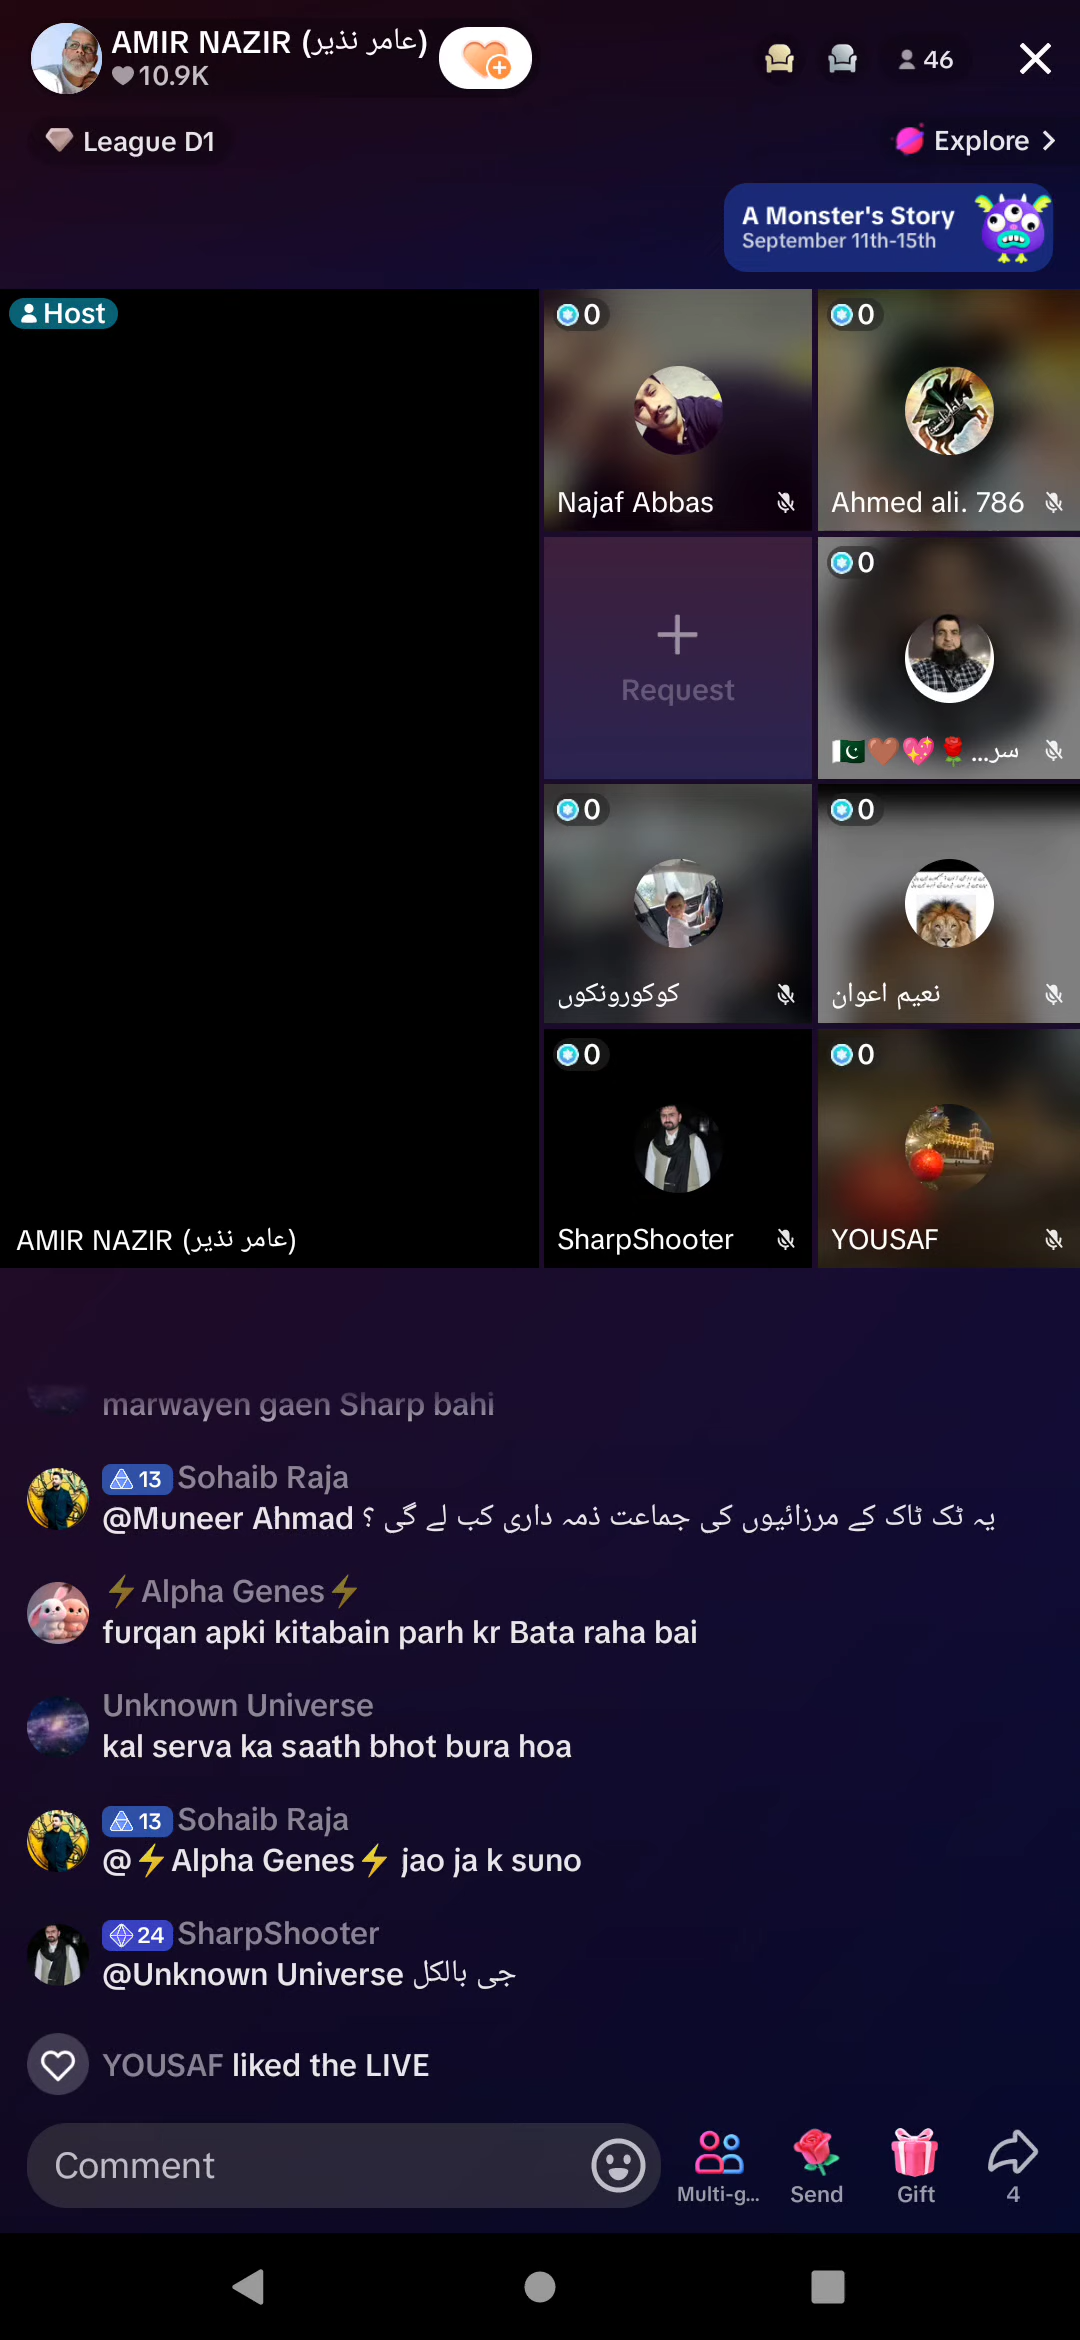 AMIR NAZIR (عامر نذیر)
10.9K
46
League D1
Explore
A Monster's Story
September 11th-15th
Host
AMIR NAZIR (عامر نذیر)
0
Najaf Abbas
0
Ahmed ali. 786
Request
0
🇵🇰🤎💖🌹...سر
0
کوکورونکوں
0
نعیم اعوان
0
SharpShooter
0
YOUSAF
marwayen gaen Sharp bahi
13 Sohaib Raja
@Muneer Ahmad یہ ٹک ٹاک کے مرزائیوں کی جماعت ذمہ داری کب لے گی ؟
⚡Alpha Genes⚡
furqan apki kitabain parh kr Bata raha bai
Unknown Universe
kal serva ka saath bhot bura hoa
13 Sohaib Raja
@⚡Alpha Genes⚡ jao ja k suno
24 SharpShooter
@Unknown Universe جی بالکل
YOUSAF liked the LIVE
Comment
Multi-g...
Send
Gift
4